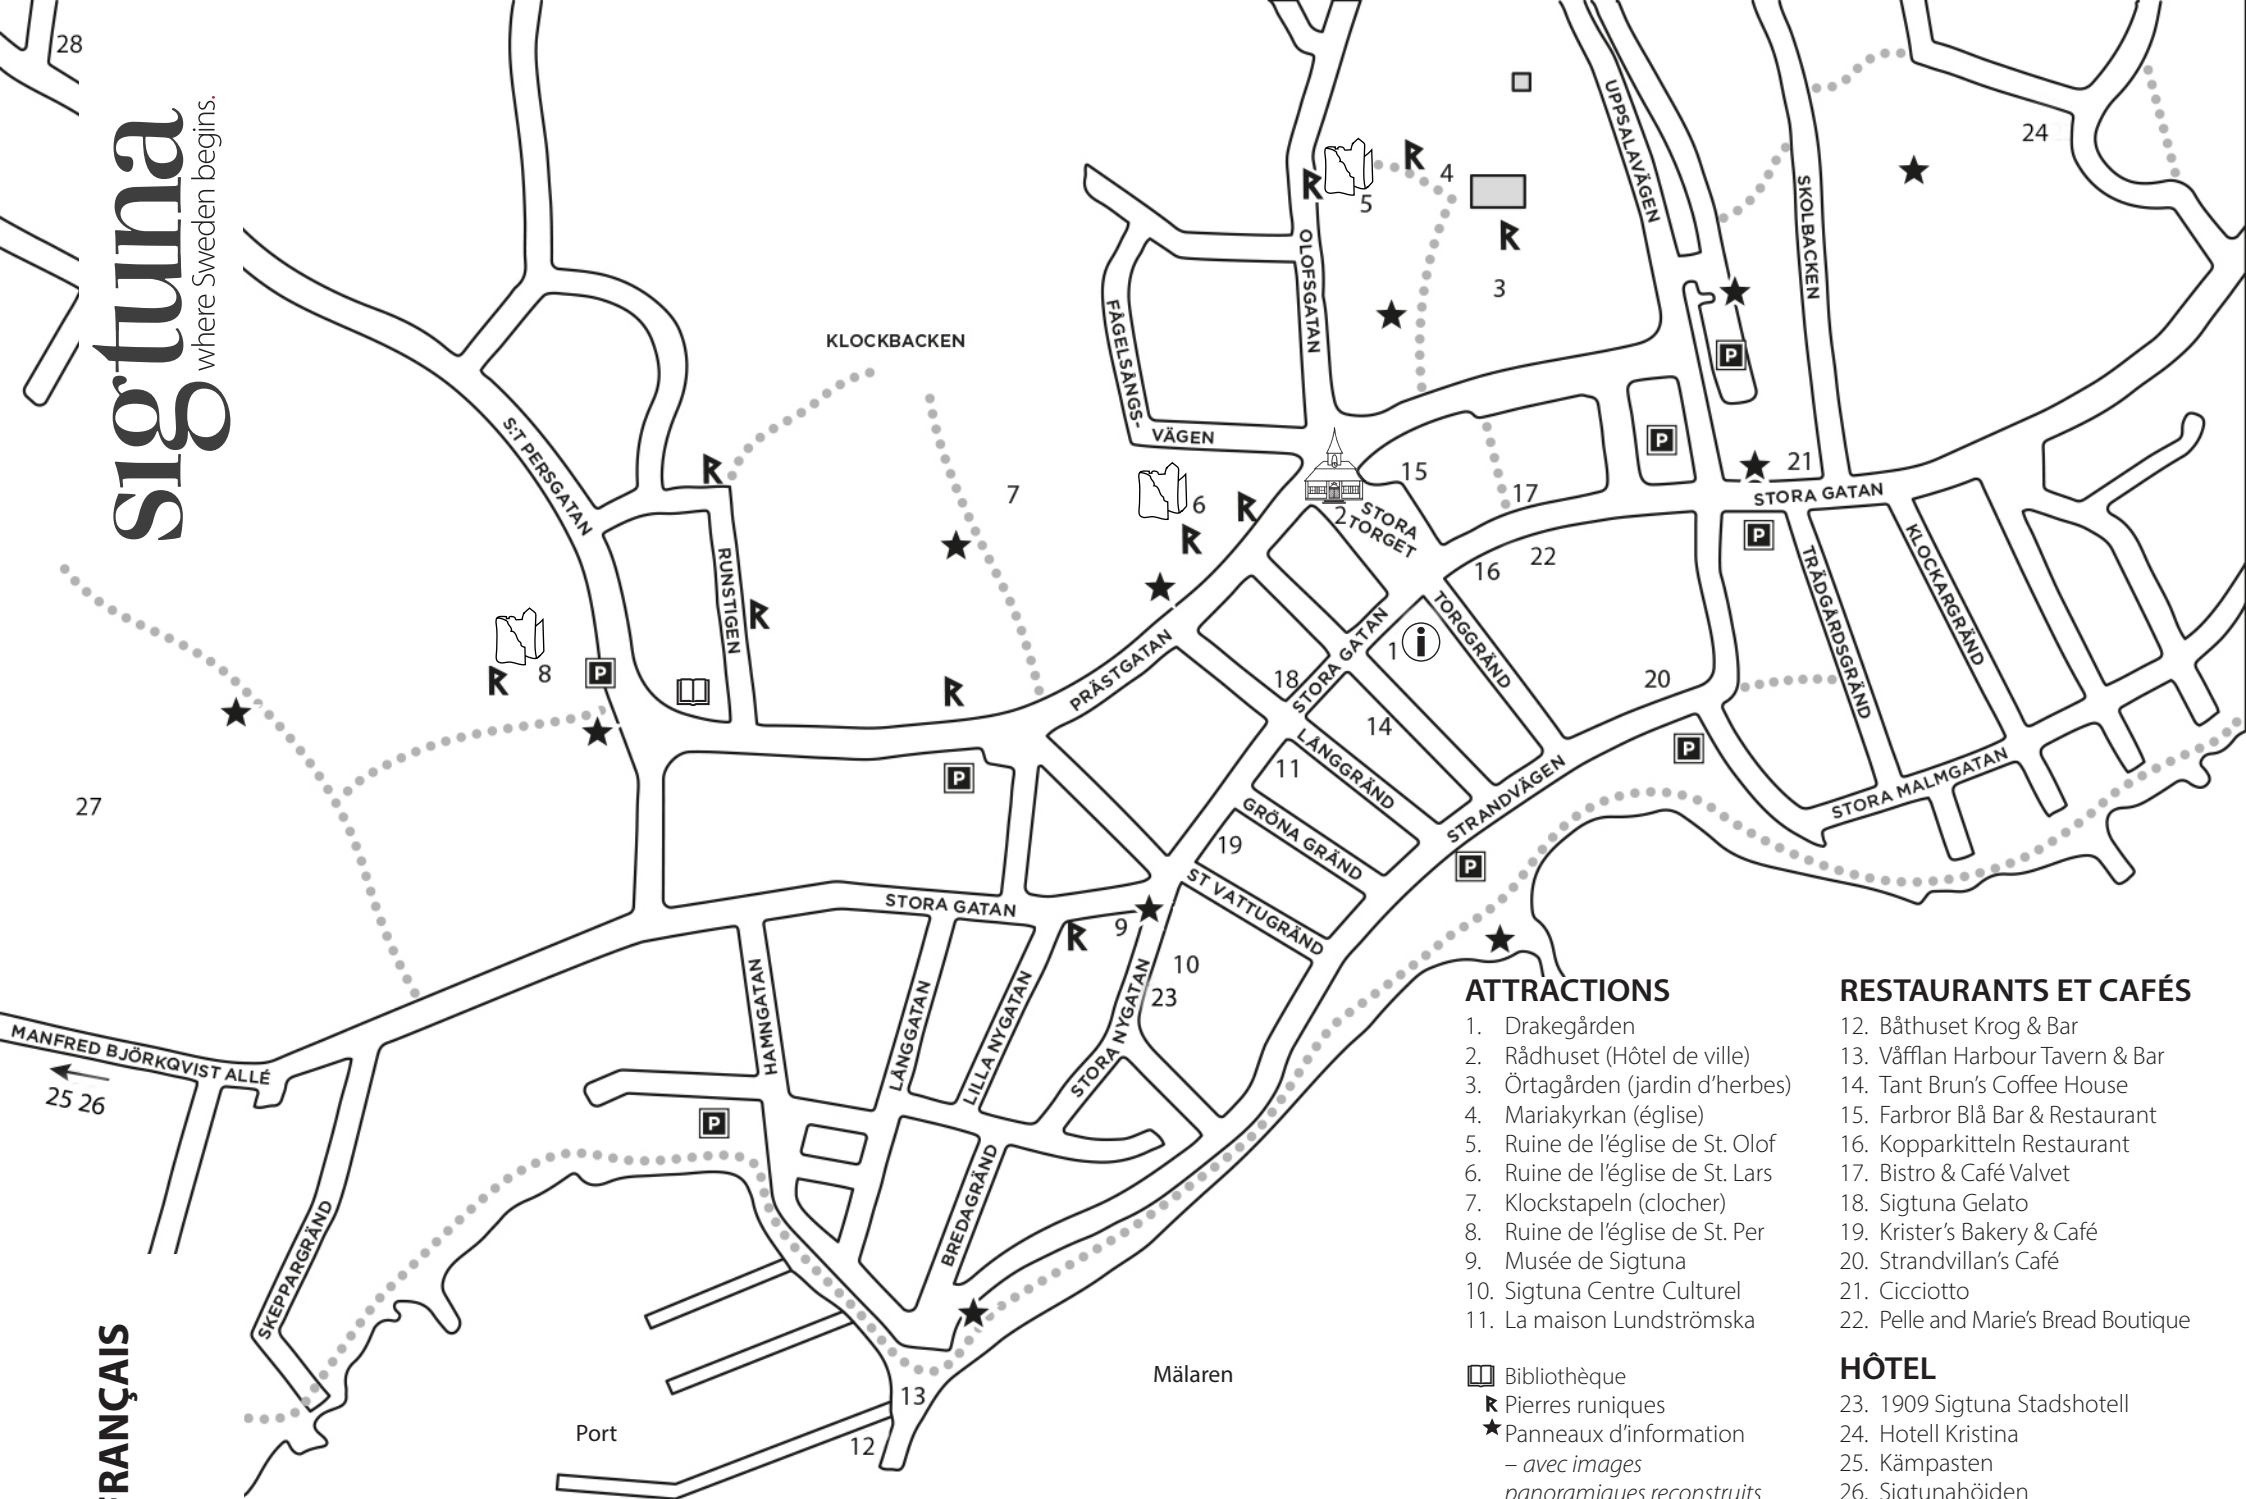 28
sigtuna
where Sweden begins.
FRANÇAIS
KLOCKBACKEN
S:T PERSGATAN
RUNSTIGEN
FÅGELSÅNGS-
VÄGEN
OLOFSGATAN
UPPSALAVÄGEN
SKOLBACKEN
24
4
5
3
P
P
15
17
21
STORA GATAN
P
7
6
2
STORA
TORGET
16
22
TORGGRÄND
TRÄDGÅRDSGRÄND
KLOCKARGRÄND
8
P
PRÄSTGATAN
STORA GATAN
1
i
18
14
20
P
27
P
11
LÅNGGRÄND
GRÖNA GRÄND
19
STRANDVÄGEN
STORA MALMGATAN
P
ST VATTUGRÄND
STORA GATAN
9
10
23
HAMNGATAN
LÅNGGATAN
LILLA NYGATAN
STORA NYGATAN
MANFRED BJÖRKQVIST ALLÉ
25 26
P
BREDAGRÄND
SKEPPARGRÄND
13
12
Port
Mälaren
ATTRACTIONS
1. Drakegården
2. Rådhuset (Hôtel de ville)
3. Örtagården (jardin d’herbes)
4. Mariakyrkan (église)
5. Ruine de l’église de St. Olof
6. Ruine de l’église de St. Lars
7. Klockstapeln (clocher)
8. Ruine de l’église de St. Per
9. Musée de Sigtuna
10. Sigtuna Centre Culturel
11. La maison Lundströmska
Bibliothèque
Pierres runiques
Panneaux d’information
– avec images
panoramiques reconstruits
RESTAURANTS ET CAFÉS
12. Båthuset Krog & Bar
13. Våfflan Harbour Tavern & Bar
14. Tant Brun’s Coffee House
15. Farbror Blå Bar & Restaurant
16. Kopparkitteln Restaurant
17. Bistro & Café Valvet
18. Sigtuna Gelato
19. Krister’s Bakery & Café
20. Strandvillan’s Café
21. Cicciotto
22. Pelle and Marie’s Bread Boutique
HÔTEL
23. 1909 Sigtuna Stadshotell
24. Hotell Kristina
25. Kämpasten
26. Sigtunahöjden